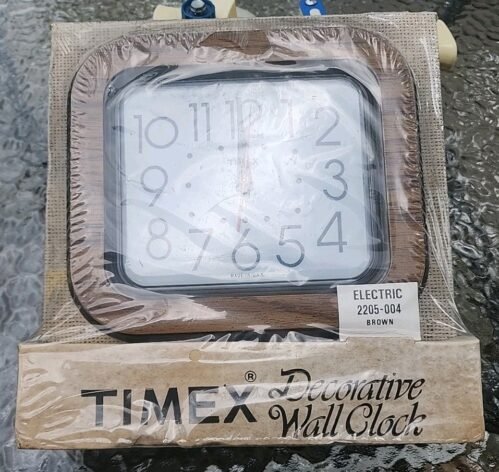 11 12 1
10 2
TIMEX
9 3
8 4
7 6 5
ELECTRIC
2205-004
BROWN
TIMEX® Decorative
Wall Clock